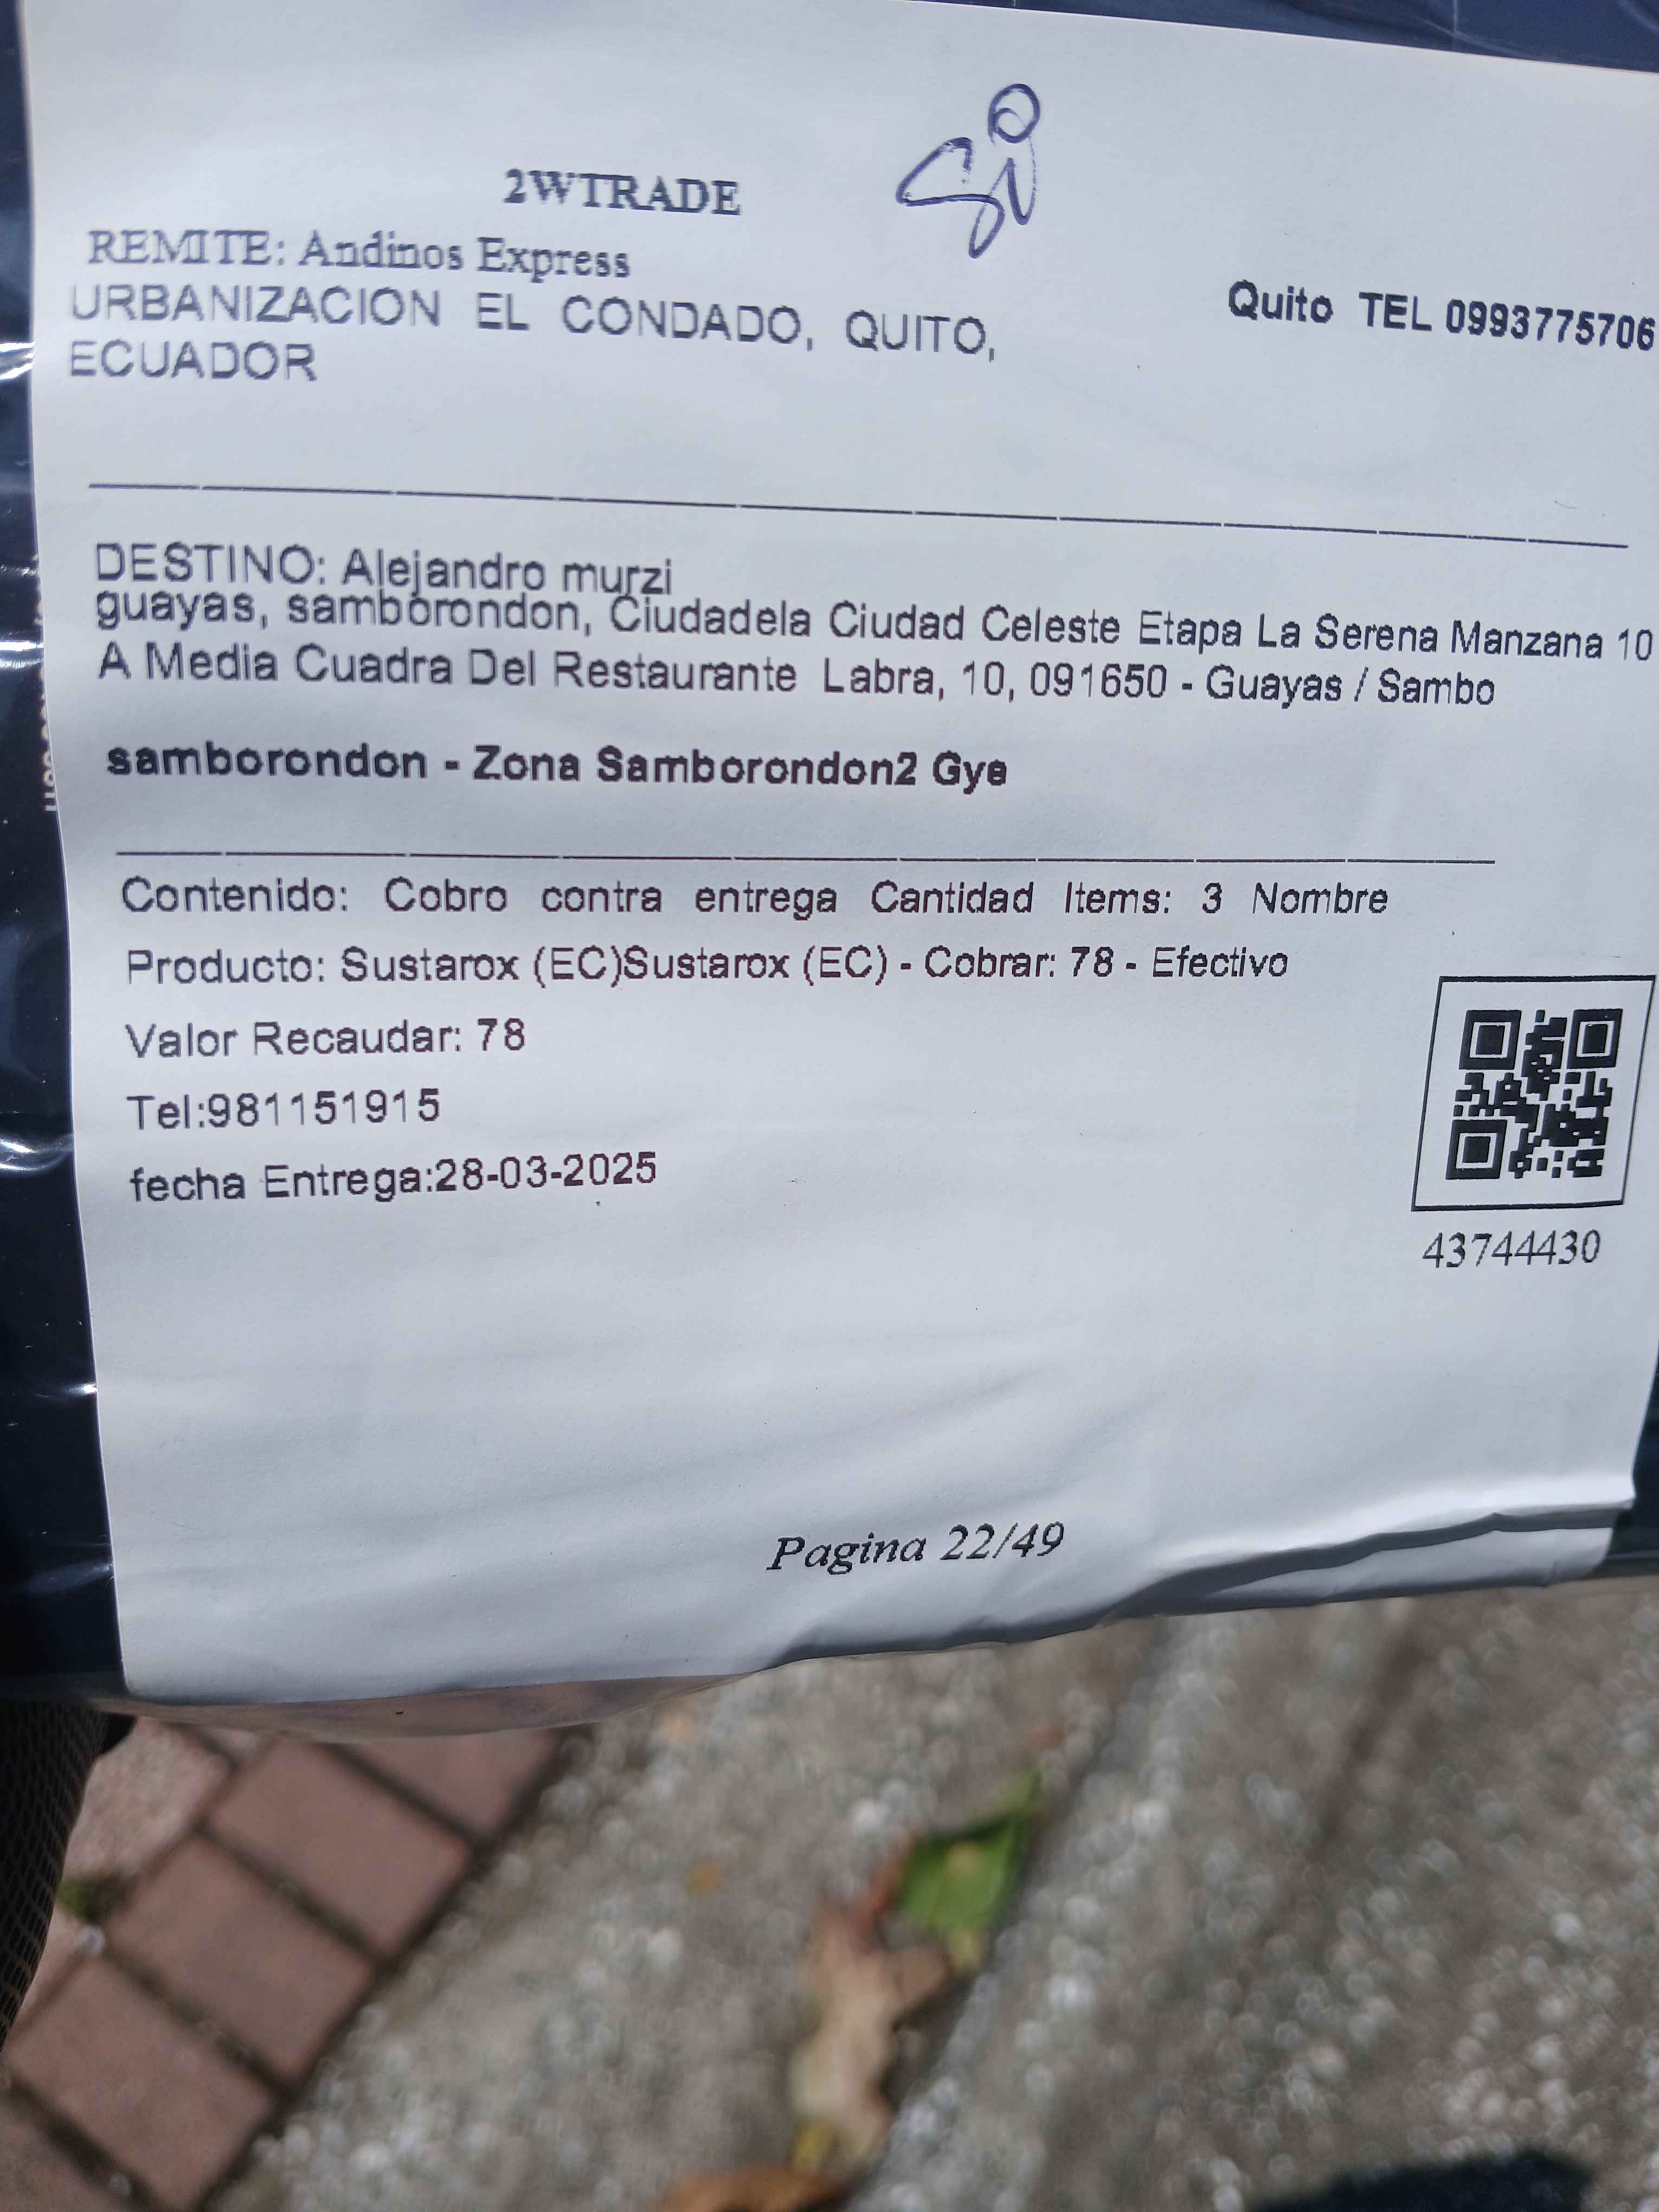 2WTRADE
Si
REMITE: Andinos Express
URBANIZACION EL CONDADO, QUITO,
ECUADOR
Quito TEL 0993775706
DESTINO: Alejandro murzi
guayas, samborondon, Ciudadela Ciudad Celeste Etapa La Serena Manzana 10
A Media Cuadra Del Restaurante Labra, 10, 091650 - Guayas / Sambo
samborondon - Zona Samborondon2 Gye
Contenido: Cobro contra entrega Cantidad Items: 3 Nombre
Producto: Sustarox (EC)Sustarox (EC) - Cobrar: 78 - Efectivo
Valor Recaudar: 78
Tel:981151915
fecha Entrega:28-03-2025
43744430
Pagina 22/49